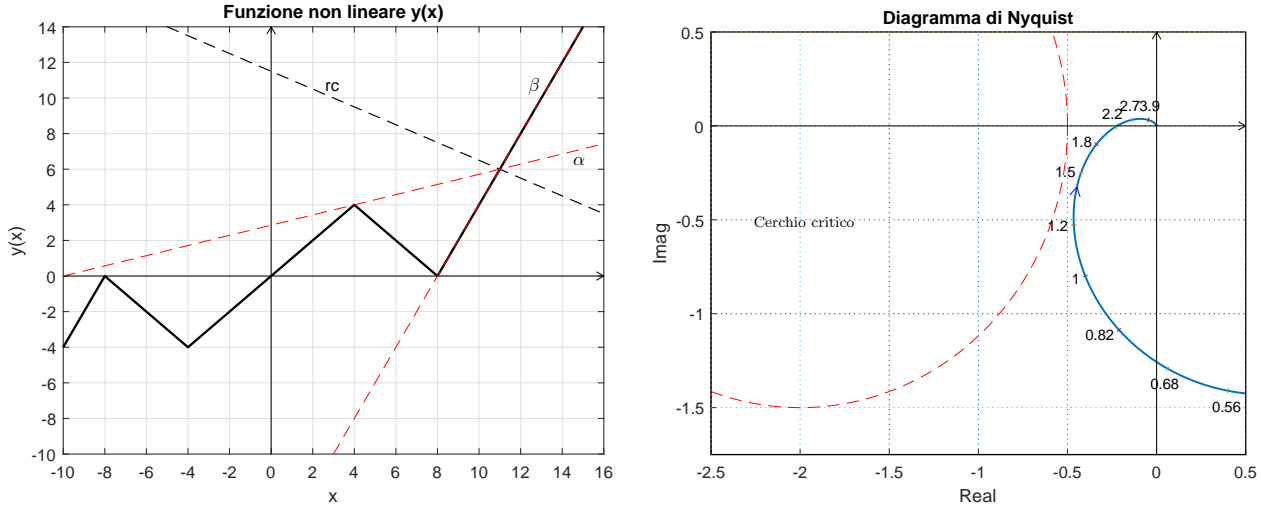 Funzione non lineare y(x)
14
12
10
8
6
4
2
0
-2
-4
-6
-8
-10
y(x)
rc
β
α
-10 -8 -6 -4 -2 0 2 4 6 8 10 12 14 16
x
Diagramma di Nyquist
0.5
0
-0.5
-1
-1.5
Imag
Cerchio critico
2.2
2.7
3.9
1.8
1.5
1.2
1
0.82
0.68
0.56
-2.5 -2 -1.5 -1 -0.5 0 0.5
Real